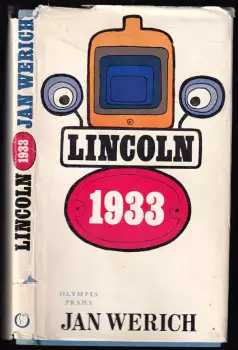 LINCOLN 1933 JAN WERICH
LINCOLN
1933
OLYMPIA
PRAHA
JAN WERICH